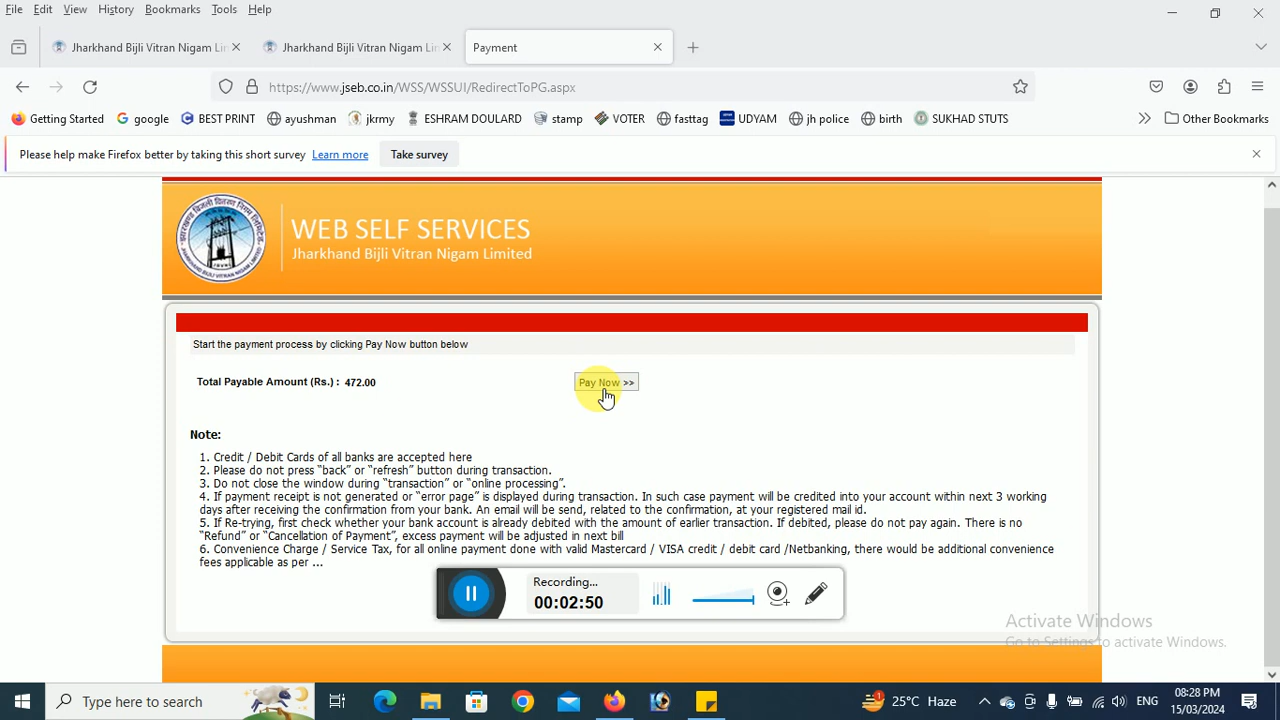 File Edit View History Bookmarks Tools Help
Jharkhand Bijli Vitran Nigam Lir Jharkhand Bijli Vitran Nigam Lir Payment
https://www.jseb.co.in/WSS/WSSUI/RedirectToPG.aspx
Getting Started google BEST PRINT ayushman jkrmy ESHRAM DOULARD stamp VOTER fasttag UDYAM jh police birth SUKHAD STUTS Other Bookmarks
Please help make Firefox better by taking this short survey Learn more Take survey
WEB SELF SERVICES
Jharkhand Bijli Vitran Nigam Limited
Start the payment process by clicking Pay Now button below
Total Payable Amount (Rs.) : 472.00 Pay Now >>
Note:
1. Credit / Debit Cards of all banks are accepted here
2. Please do not press "back" or "refresh" button during transaction.
3. Do not close the window during "transaction" or "online processing".
4. If payment receipt is not generated or "error page" is displayed during transaction. In such case payment will be credited into your account within next 3 working
days after receiving the confirmation from your bank. An email will be send, related to the confirmation, at your registered mail id.
5. If Re-trying, first check whether your bank account is already debited with the amount of earlier transaction. If debited, please do not pay again. There is no
"Refund" or "Cancellation of Payment", excess payment will be adjusted in next bill
6. Convenience Charge / Service Tax, for all online payment done with valid Mastercard / VISA credit / debit card /Netbanking, there would be additional convenience
fees applicable as per ...
Recording...
00:02:50
Activate Windows
Go to Settings to activate Windows.
Type here to search 25°C Haze ENG 08:28 PM
15/03/2024